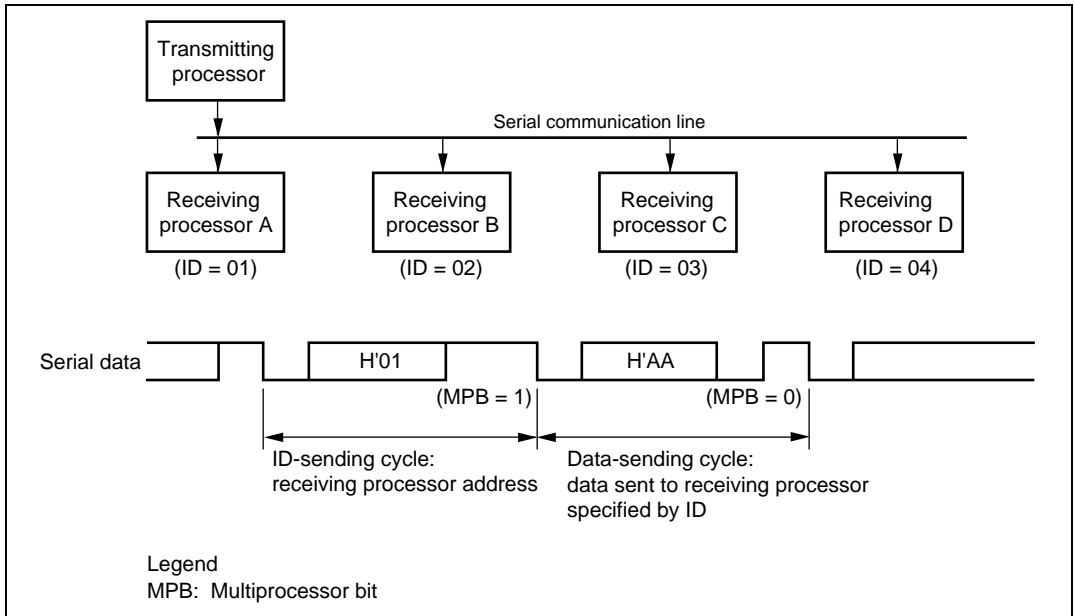 Transmitting
processor
Serial communication line
Receiving
processor A
(ID = 01)
Receiving
processor B
(ID = 02)
Receiving
processor C
(ID = 03)
Receiving
processor D
(ID = 04)
Serial data
H'01
H'AA
(MPB = 1)
(MPB = 0)
ID-sending cycle:
receiving processor address
Data-sending cycle:
data sent to receiving processor
specified by ID
Legend
MPB: Multiprocessor bit